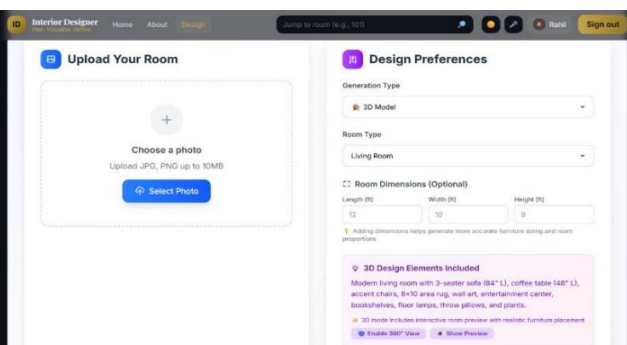 ID Interior Designer Home About Design Jump to room (e.g., 101) Rahil Sign out
Plan. Visualize. Refine.
Upload Your Room
Choose a photo
Upload JPG, PNG up to 10MB
Select Photo
Design Preferences
Generation Type
3D Model
Room Type
Living Room
Room Dimensions (Optional)
Length (ft) Width (ft) Height (ft)
12 10 9
Adding dimensions helps generate more accurate furniture sizing and room
proportions
3D Design Elements Included
Modern living room with 3-seater sofa (84" L), coffee table (48" L),
accent chairs, 8×10 area rug, wall art, entertainment center,
bookshelves, floor lamps, throw pillows, and plants.
3D mode includes interactive room preview with realistic furniture placement
Enable 360° View Show Preview